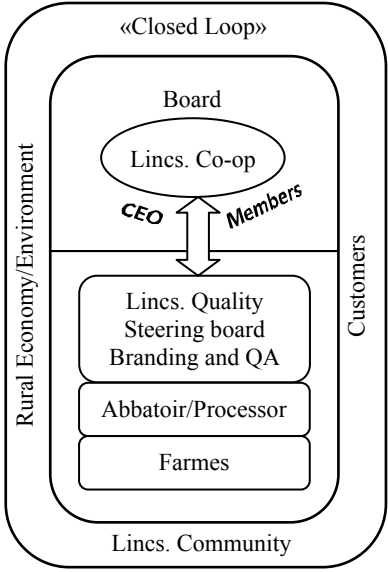 «Closed Loop»
Board
Lincs. Co-op
CEO
Members
Rural Economy/Environment
Customers
Lincs. Quality
Steering board
Branding and QA
Abbatoir/Processor
Farmes
Lincs. Community